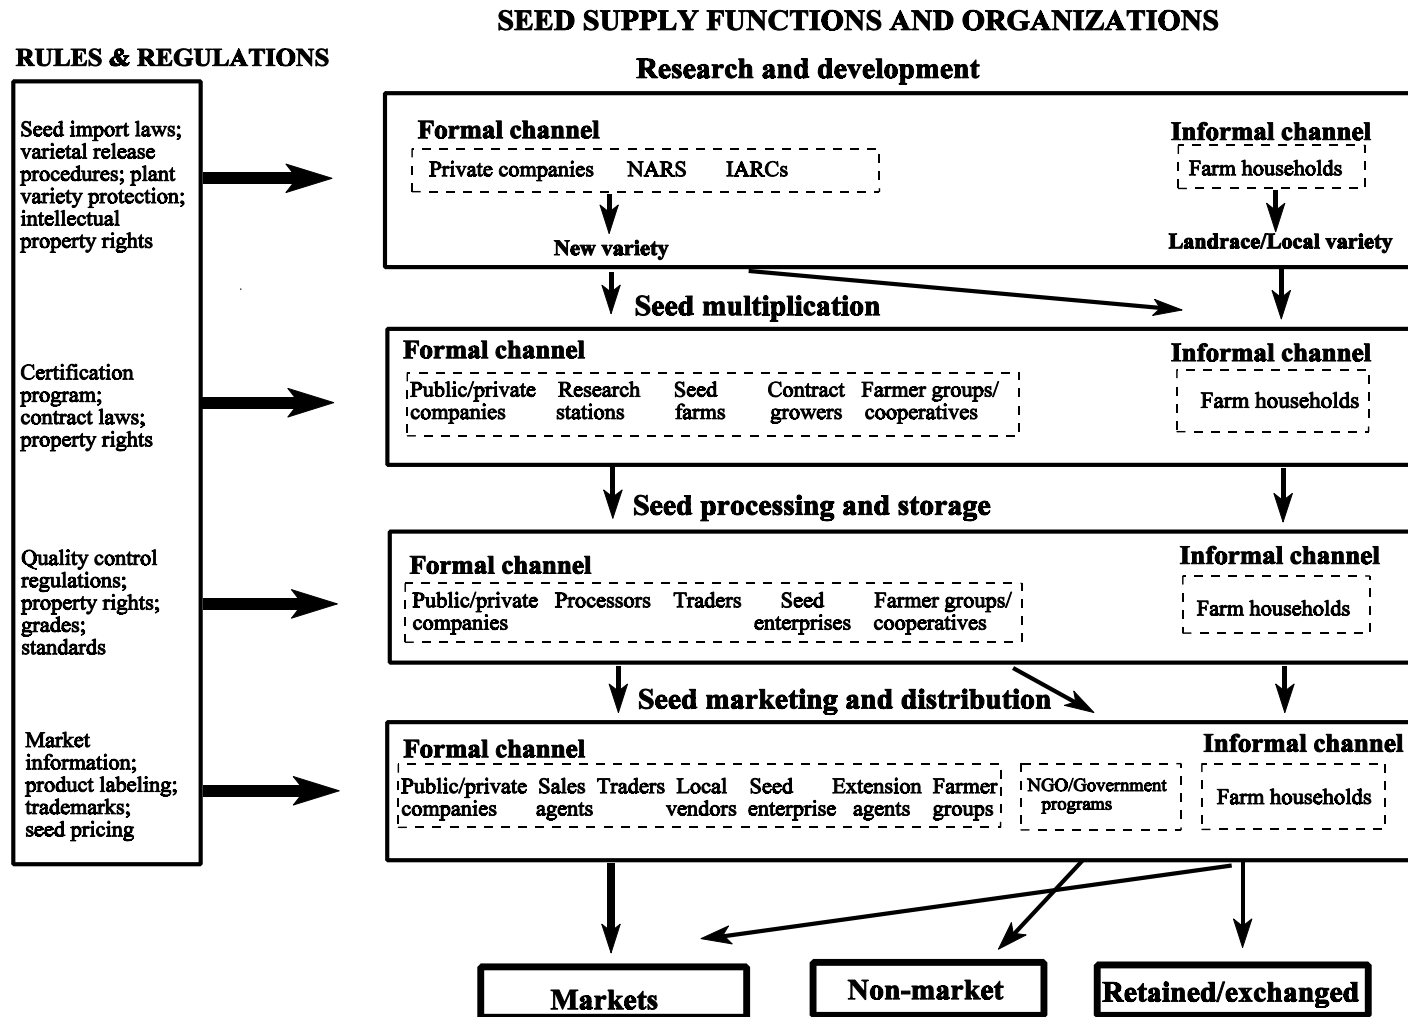 SEED SUPPLY FUNCTIONS AND ORGANIZATIONS
RULES & REGULATIONS
Seed import laws;
varietal release
procedures; plant
variety protection;
intellectual
property rights
Certification
program;
contract laws;
property rights
Quality control
regulations;
property rights;
grades;
standards
Market
information;
product labeling;
trademarks;
seed pricing
Research and development
Formal channel
Private companies NARS IARCs
New variety
Informal channel
Farm households
Landrace/Local variety
Seed multiplication
Formal channel
Public/private
companies
Research
stations
Seed
farms
Contract
growers
Farmer groups/
cooperatives
Informal channel
Farm households
Seed processing and storage
Formal channel
Public/private
companies
Processors
Traders
Seed
enterprises
Farmer groups/
cooperatives
Informal channel
Farm households
Seed marketing and distribution
Formal channel
Public/private
companies
Sales
agents
Traders
Local
vendors
Seed
enterprise
Extension
agents
Farmer
groups
NGO/Government
programs
Informal channel
Farm households
Markets
Non-market
Retained/exchanged